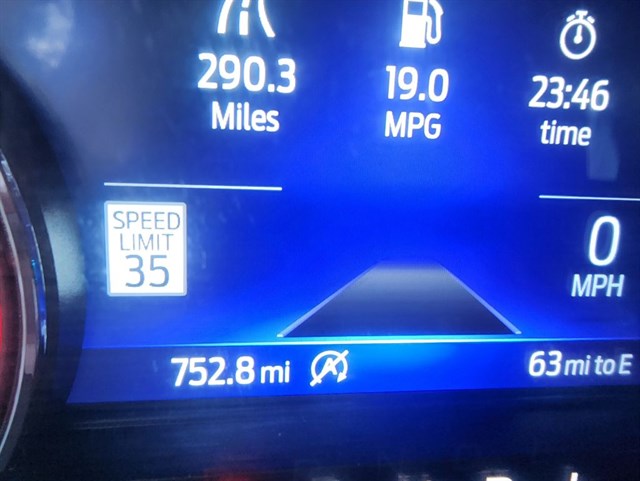 290.3 19.0 23:46
Miles MPG time
SPEED
LIMIT
35
0
MPH
752.8 mi 63 mi to E